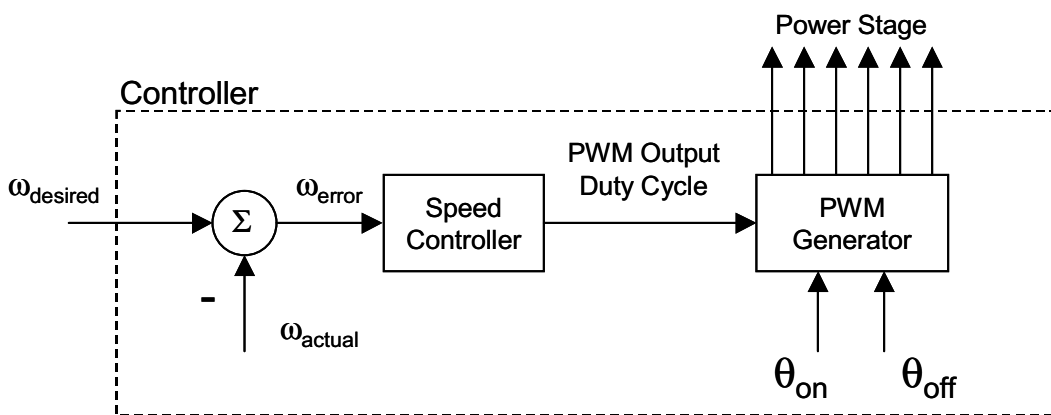 Power Stage
Controller
PWM Output
Duty Cycle
ωdesired
Σ
ωerror
Speed
Controller
PWM
Generator
-
ωactual
θon
θoff